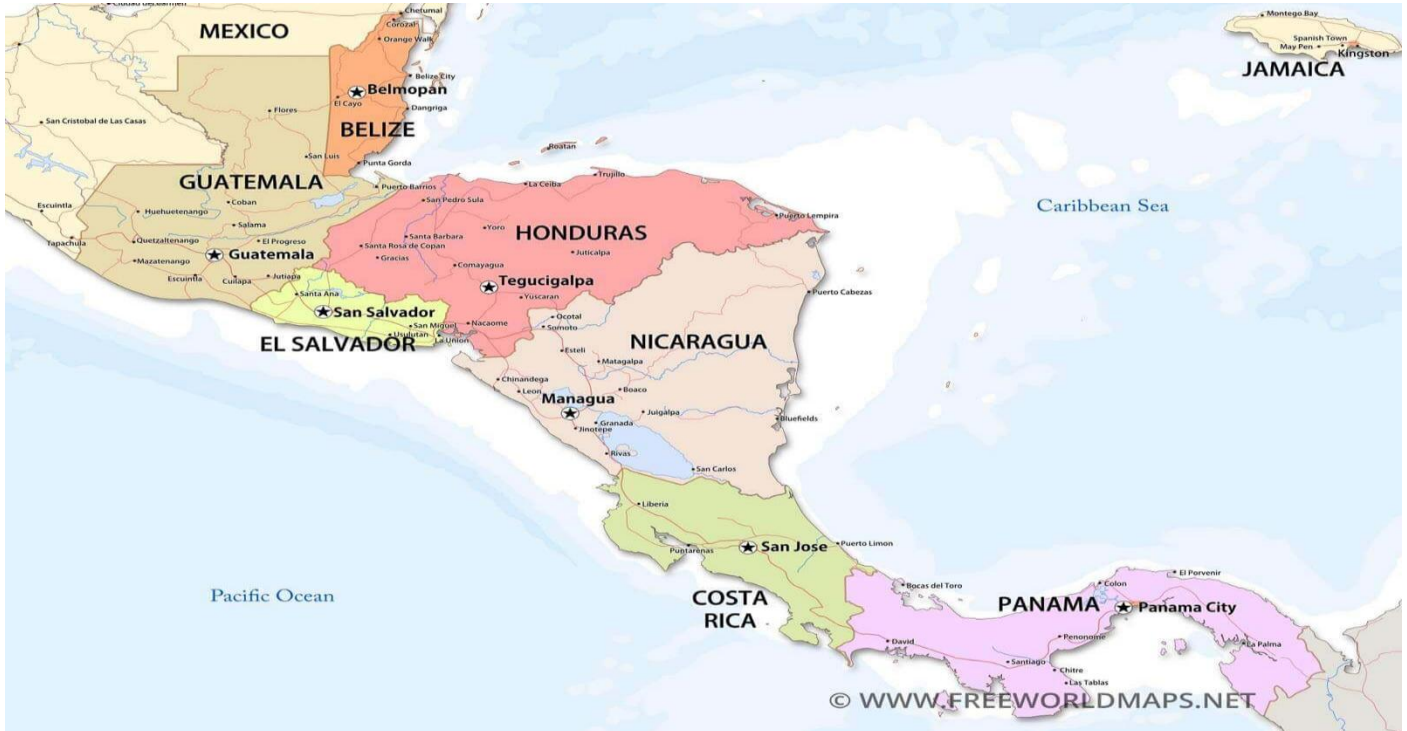 Ciudad del Carmen
Chetumal
MEXICO
Corozal
Orange Walk
Montego Bay
Spanish Town
May Pen
Kingston
JAMAICA
Belize City
Belmopan
El Cayo
Dangriga
Flores
San Cristobal de Las Casas
BELIZE
San Luis
Punta Gorda
Roatan
GUATEMALA
Puerto Barrios
La Ceiba
Trujillo
Coban
San Pedro Sula
Escuintla
Huehuetenango
Caribbean Sea
Puerto Lempira
Salama
Yoro
HONDURAS
Tapachula
Quetzaltenango
El Progreso
Santa Barbara
Santa Rosa de Copan
Guatemala
Gracias
Juticalpa
Mazatenango
Comayagua
Escuintla
Cuilapa
Jutiapa
Tegucigalpa
Santa Ana
Yuscaran
Puerto Cabezas
San Salvador
Ocotal
San Miguel
Nacaome
Somoto
Usulutan
La Union
EL SALVADOR
NICARAGUA
Esteli
Matagalpa
Chinandega
Leon
Boaco
Managua
Juigalpa
Granada
Bluefields
Jinotepe
Rivas
San Carlos
Liberia
San Jose
Puerto Limon
Puntarenas
El Porvenir
Bocas del Toro
Colon
Pacific Ocean
COSTA
RICA
PANAMA
Panama City
David
Penonome
La Palma
Santiago
Chitre
Las Tablas
© WWW.FREEWORLDMAPS.NET